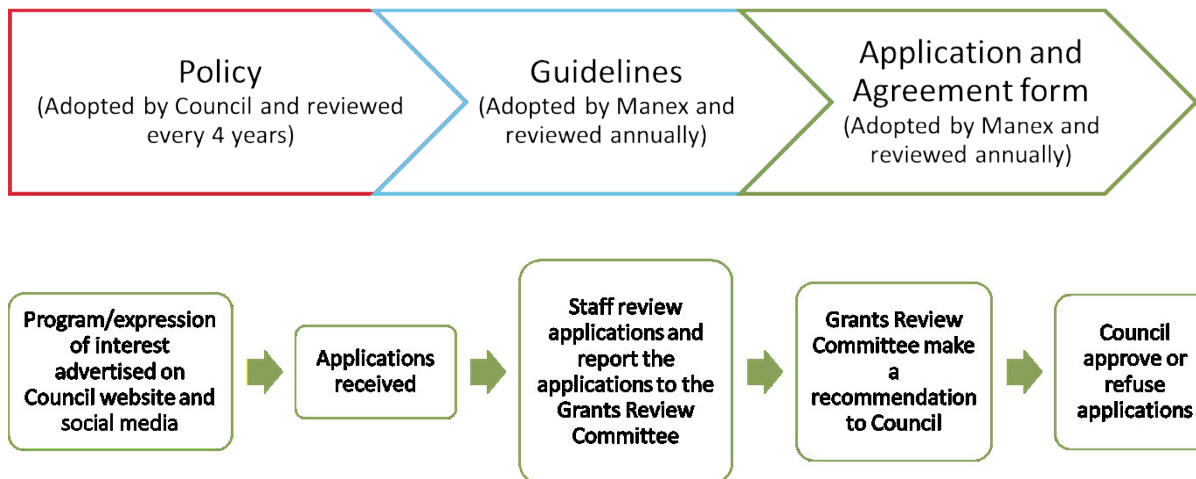 Policy
(Adopted by Council and reviewed
every 4 years)
Guidelines
(Adopted by Manex and
reviewed annually)
Application and
Agreement form
(Adopted by Manex and
reviewed annually)
Program/expression
of interest
advertised on
Council website and
social media
Applications
received
Staff review
applications and
report the
applications to the
Grants Review
Committee
Grants Review
Committee make
a
recommendation
to Council
Council
approve or
refuse
applications